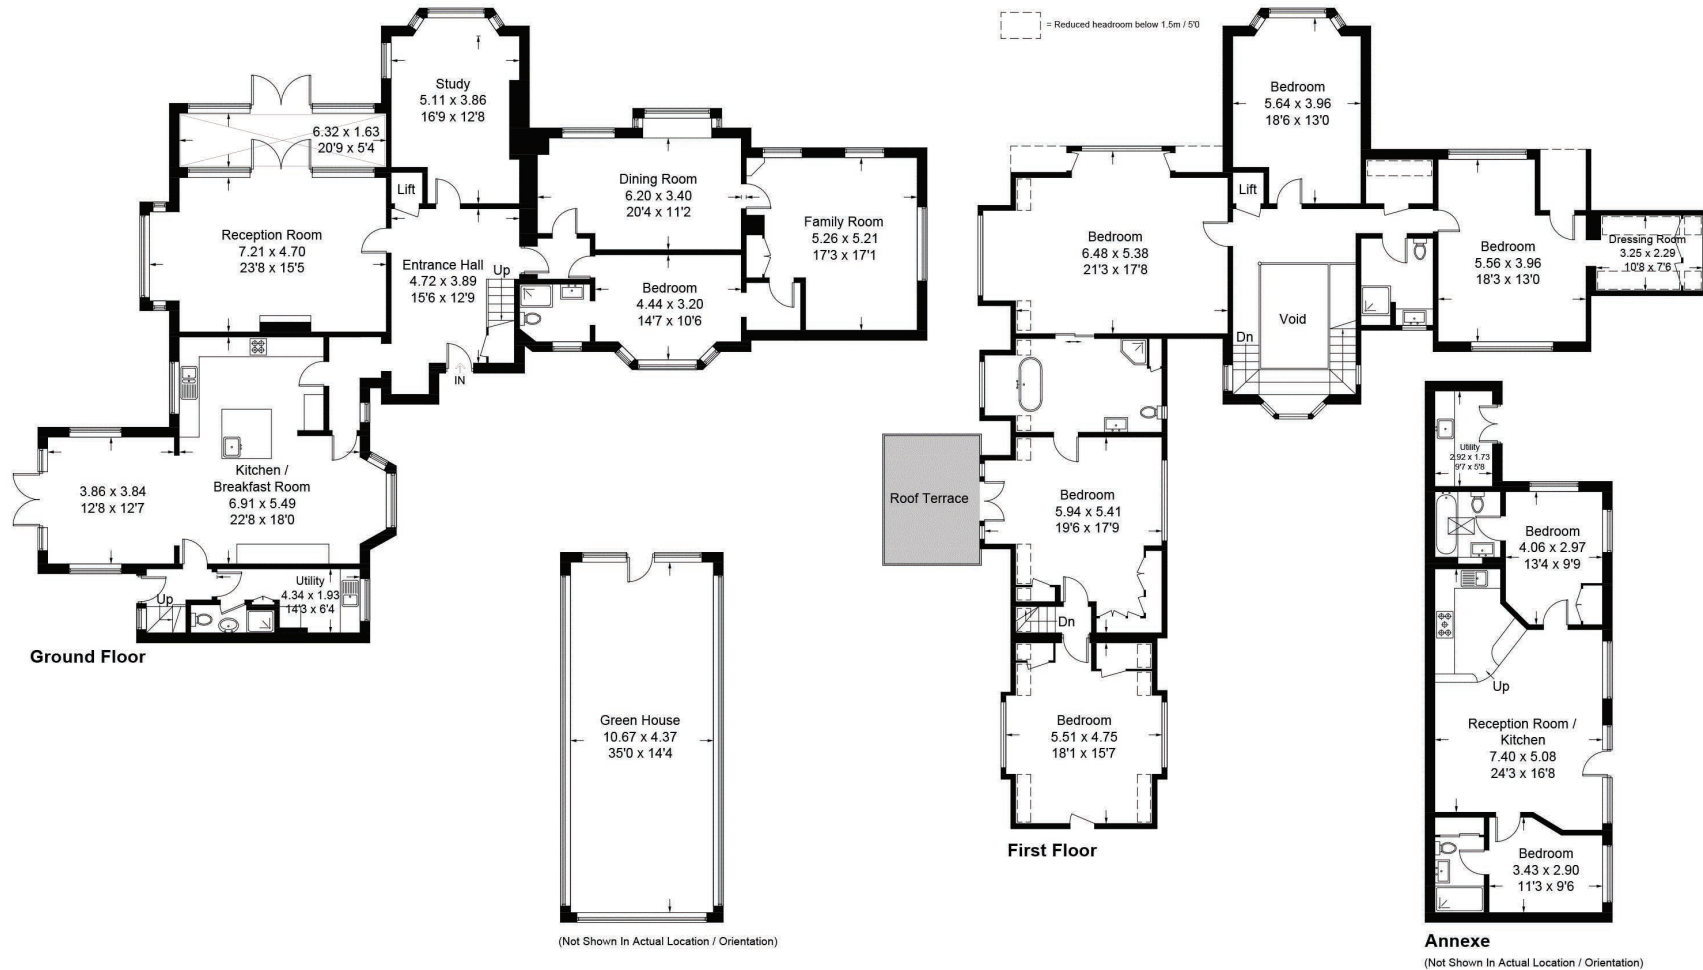 Study
5.11 x 3.86
16'9 x 12'8
6.32 x 1.63
20'9 x 5'4
Lift
Reception Room
7.21 x 4.70
23'8 x 15'5
Entrance Hall
4.72 x 3.89
15'6 x 12'9
Up
IN
Dining Room
6.20 x 3.40
20'4 x 11'2
Family Room
5.26 x 5.21
17'3 x 17'1
Bedroom
4.44 x 3.20
14'7 x 10'6
Kitchen /
Breakfast Room
6.91 x 5.49
22'8 x 18'0
3.86 x 3.84
12'8 x 12'7
Utility
4.34 x 1.93
14'3 x 6'4
Up
Ground Floor
Green House
10.67 x 4.37
35'0 x 14'4
(Not Shown In Actual Location / Orientation)
= Reduced headroom below 1.5m / 5'0
Bedroom
5.64 x 3.96
18'6 x 13'0
Lift
Bedroom
6.48 x 5.38
21'3 x 17'8
Void
Dn
Bedroom
5.56 x 3.96
18'3 x 13'0
Dressing Room
3.25 x 2.29
10'8 x 7'6
Roof Terrace
Bedroom
5.94 x 5.41
19'6 x 17'9
Dn
Bedroom
5.51 x 4.75
18'1 x 15'7
First Floor
Utility
2.92 x 1.73
9'7 x 5'8
Bedroom
4.06 x 2.97
13'4 x 9'9
Up
Reception Room /
Kitchen
7.40 x 5.08
24'3 x 16'8
Bedroom
3.43 x 2.90
11'3 x 9'6
Annexe
(Not Shown In Actual Location / Orientation)